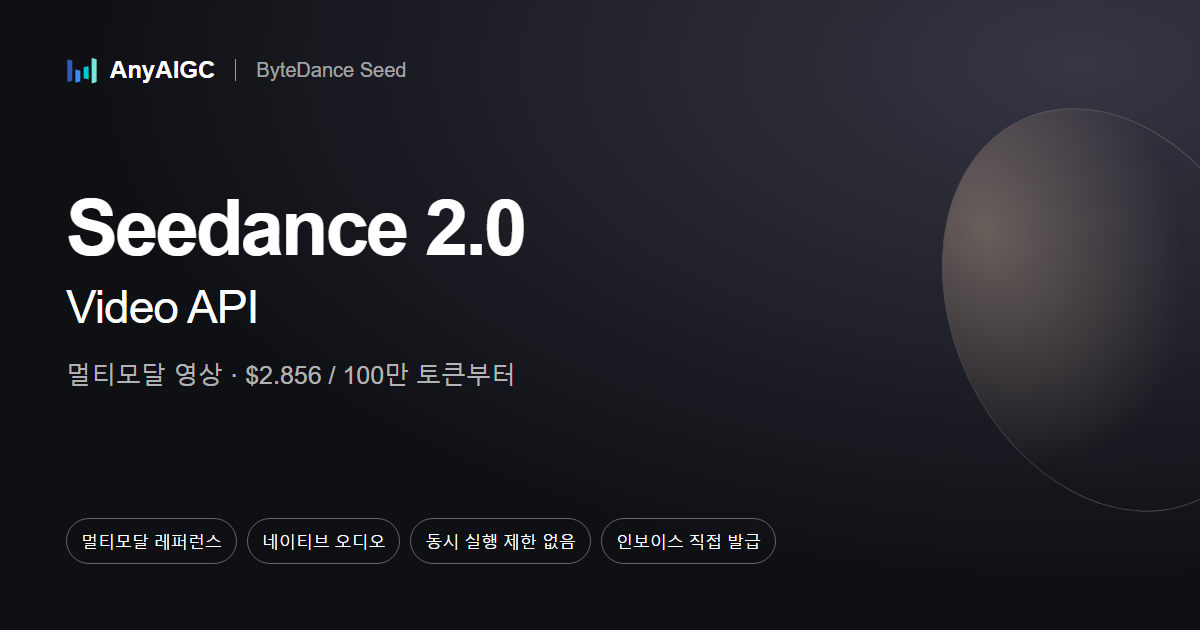 AnyAIGC | ByteDance Seed
Seedance 2.0
Video API
멀티모달 영상 · $2.856 / 100만 토큰부터
멀티모달 레퍼런스 네이티브 오디오 동시 실행 제한 없음 인보이스 직접 발급